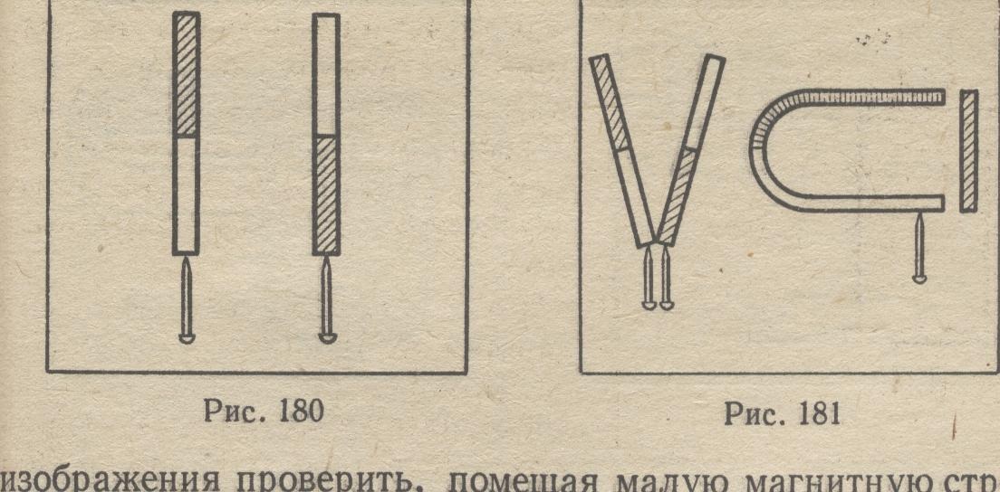 Рис. 180
Рис. 181
изображения проверить, помещая малую магнитную стр